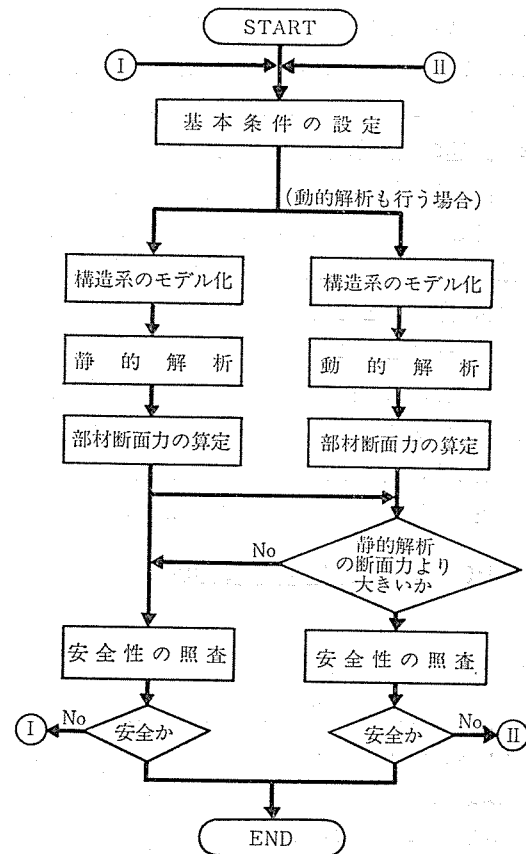 START
I
II
基本条件の設定
(動的解析も行う場合)
構造系のモデル化
構造系のモデル化
静的解析
動的解析
部材断面力の算定
部材断面力の算定
No
静的解析
の断面力より
大きいか
安全性の照査
安全性の照査
I
No
安全か
安全か
No
II
END